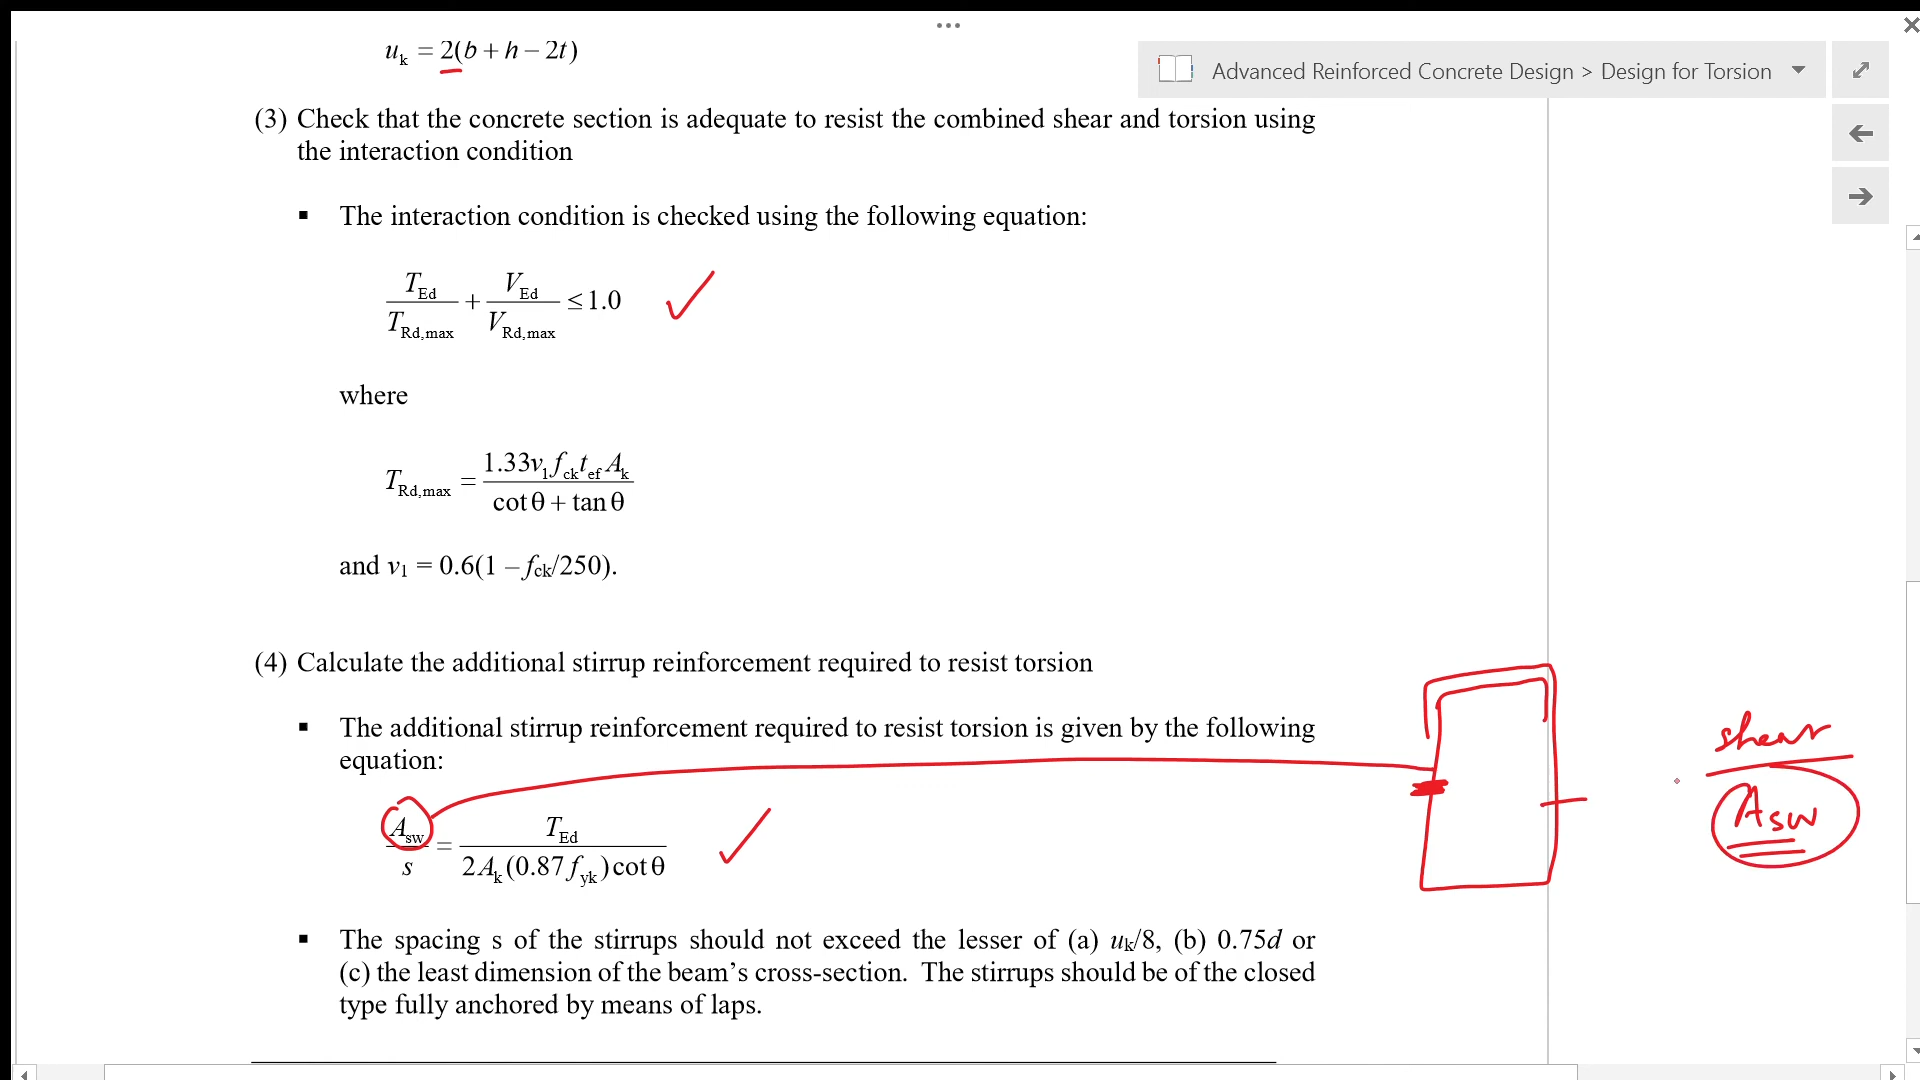 •••
u_k = 2(b + h − 2t)
Advanced Reinforced Concrete Design > Design for Torsion
(3) Check that the concrete section is adequate to resist the combined shear and torsion using
the interaction condition
▪ The interaction condition is checked using the following equation:
T_Ed / T_Rd,max + V_Ed / V_Rd,max ≤ 1.0
where
T_Rd,max = 1.33v_1 f_ck t_ef A_k / cot θ + tan θ
and v_1 = 0.6(1 – f_ck/250).
(4) Calculate the additional stirrup reinforcement required to resist torsion
▪ The additional stirrup reinforcement required to resist torsion is given by the following
equation:
shear
A_sw
A_sw / s = T_Ed / 2A_k (0.87 f_yk) cot θ
▪ The spacing s of the stirrups should not exceed the lesser of (a) u_k/8, (b) 0.75d or
(c) the least dimension of the beam’s cross-section. The stirrups should be of the closed
type fully anchored by means of laps.